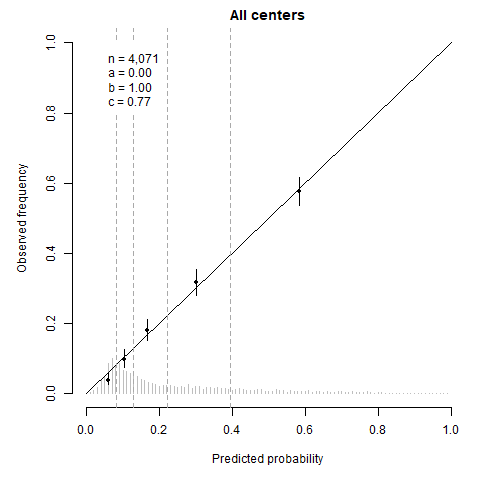 All centers
n = 4,071
a = 0.00
b = 1.00
c = 0.77
Observed frequency
1.0
0.8
0.6
0.4
0.2
0.0
0.0 0.2 0.4 0.6 0.8 1.0
Predicted probability